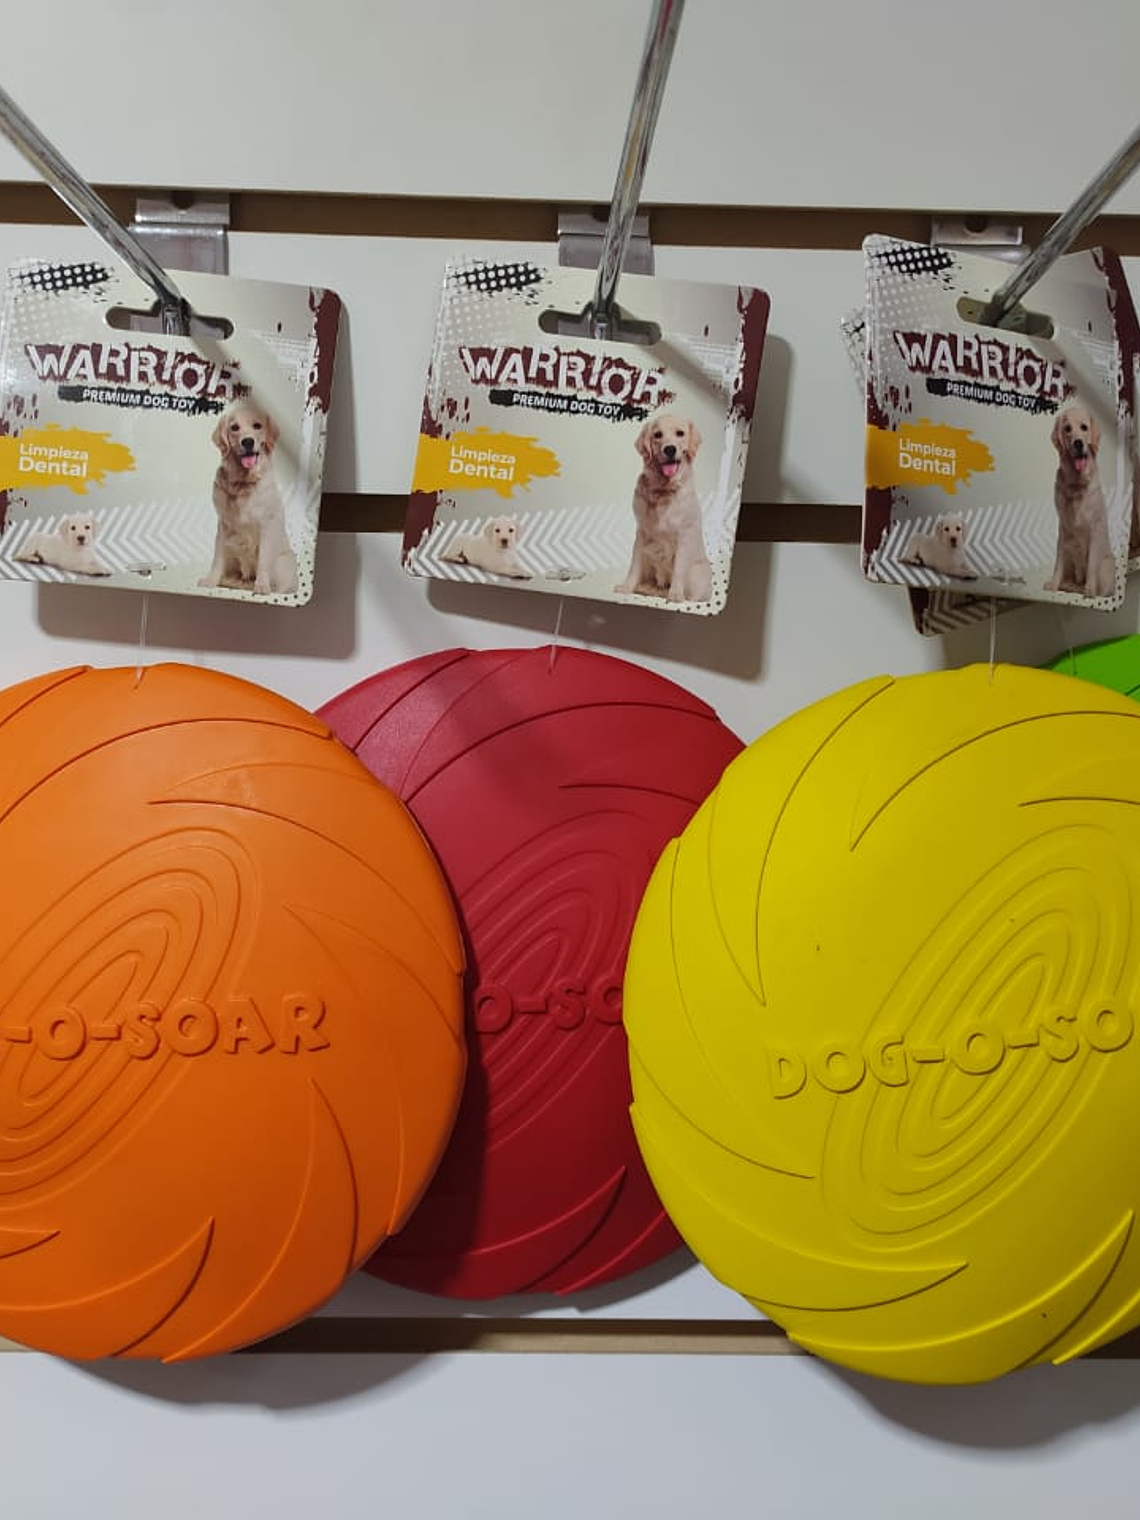 WARRIOR
PREMIUM DOG TOY
Limpieza
Dental
WARRIOR
PREMIUM DOG TOY
Limpieza
Dental
WARRIOR
PREMIUM DOG TOY
Limpieza
Dental
-O-SOAR
O-SO
DOG-O-SO